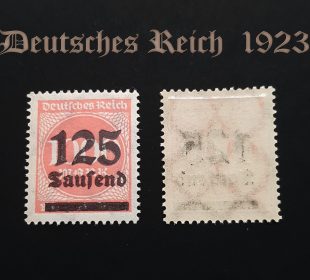 Deutsches Reich 1923
Deutsches Reich
125
Tausend